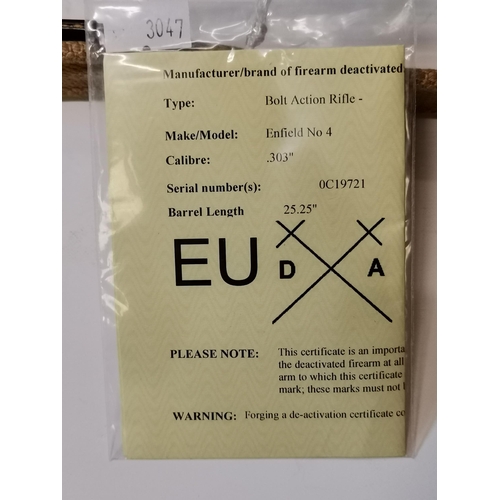 3047
Manufacturer/brand of firearm deactivated
Type: Bolt Action Rifle -
Make/Model: Enfield No 4
Calibre: .303"
Serial number(s): 0C19721
Barrel Length 25.25"
EU D A
PLEASE NOTE: This certificate is an importa
the deactivated firearm at all
arm to which this certificate
mark; these marks must not
WARNING: Forging a de-activation certificate co